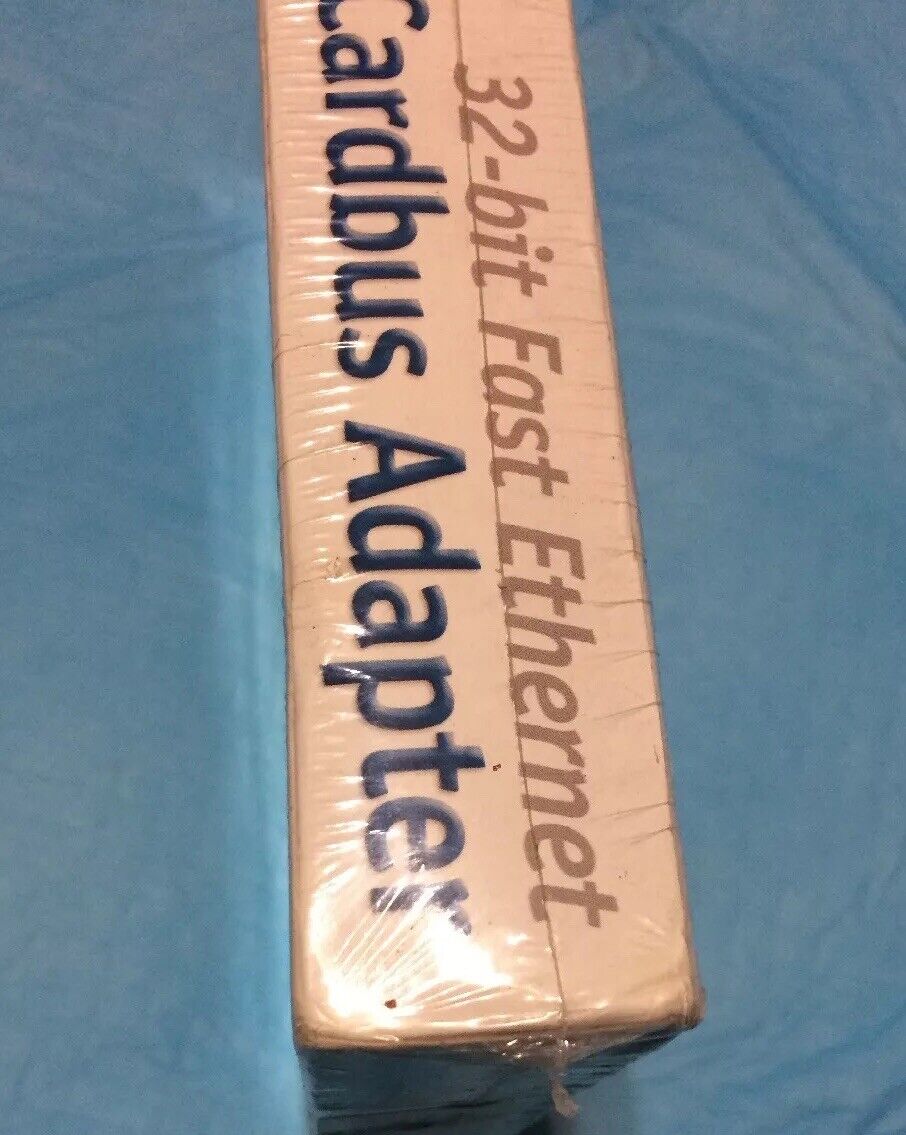 32-bit Fast Ethernet
Cardbus Adapter